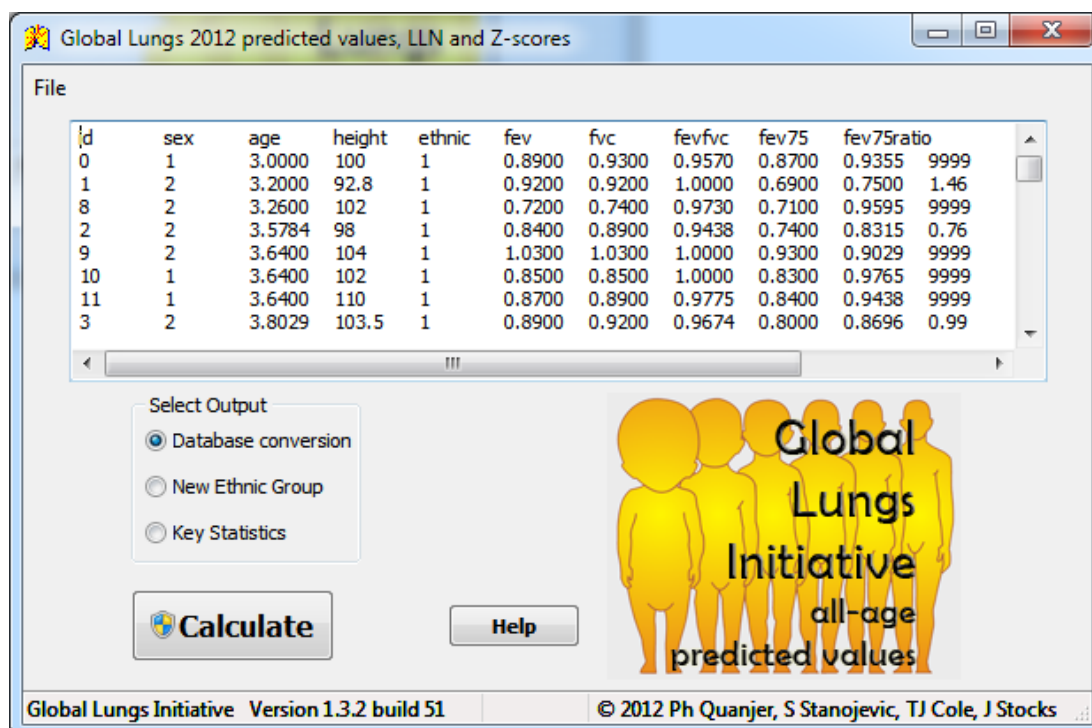 Global Lungs 2012 predicted values, LLN and Z-scores
File
id sex age height ethnic fev fvc fevfvc fev75 fev75ratio
0 1 3.0000 100 1 0.8900 0.9300 0.9570 0.8700 0.9355 9999
1 2 3.2000 92.8 1 0.9200 0.9200 1.0000 0.6900 0.7500 1.46
8 2 3.2600 102 1 0.7200 0.7400 0.9730 0.7100 0.9595 9999
2 2 3.5784 98 1 0.8400 0.8900 0.9438 0.7400 0.8315 0.76
9 2 3.6400 104 1 1.0300 1.0300 1.0000 0.9300 0.9029 9999
10 1 3.6400 102 1 0.8500 0.8500 1.0000 0.8300 0.9765 9999
11 1 3.6400 110 1 0.8700 0.8900 0.9775 0.8400 0.9438 9999
3 2 3.8029 103.5 1 0.8900 0.9200 0.9674 0.8000 0.8696 0.99
Select Output
Database conversion
New Ethnic Group
Key Statistics
Calculate
Help
Global
Lungs
Initiative
all-age
predicted values
Global Lungs Initiative Version 1.3.2 build 51 © 2012 Ph Quanjer, S Stanojevic, TJ Cole, J Stocks